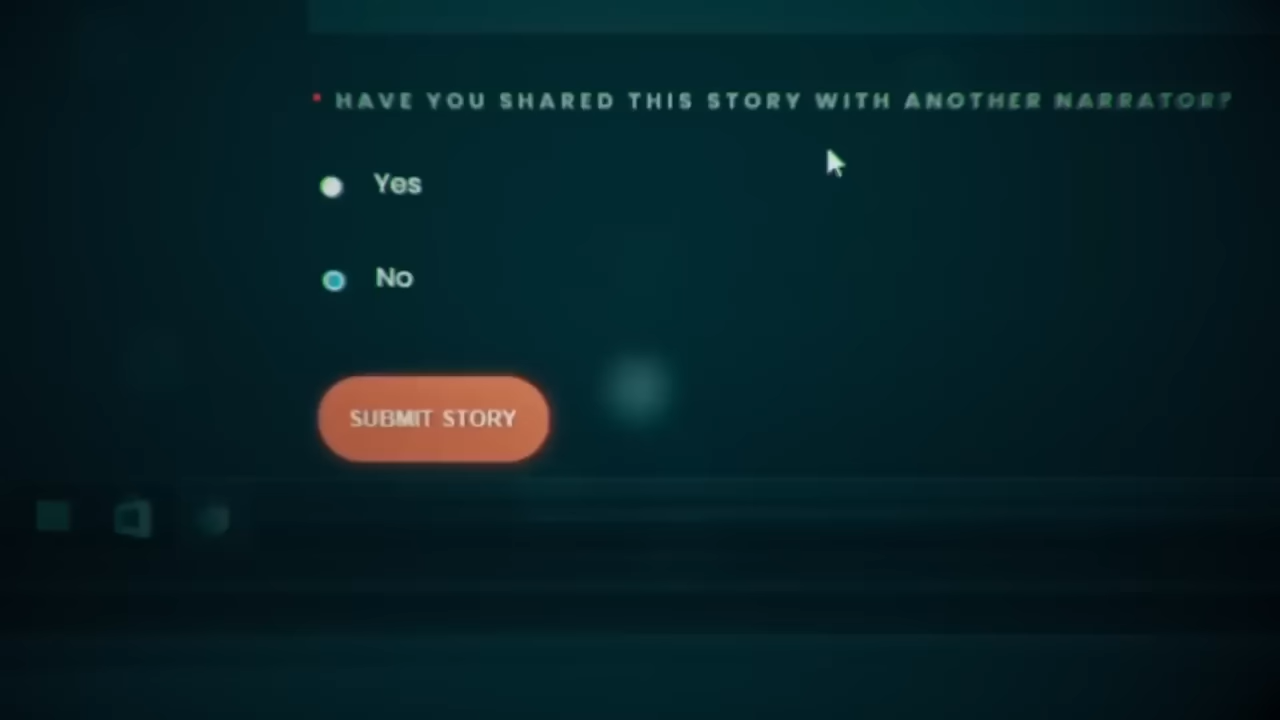 * HAVE YOU SHARED THIS STORY WITH ANOTHER NARRATOR?
Yes
No
SUBMIT STORY